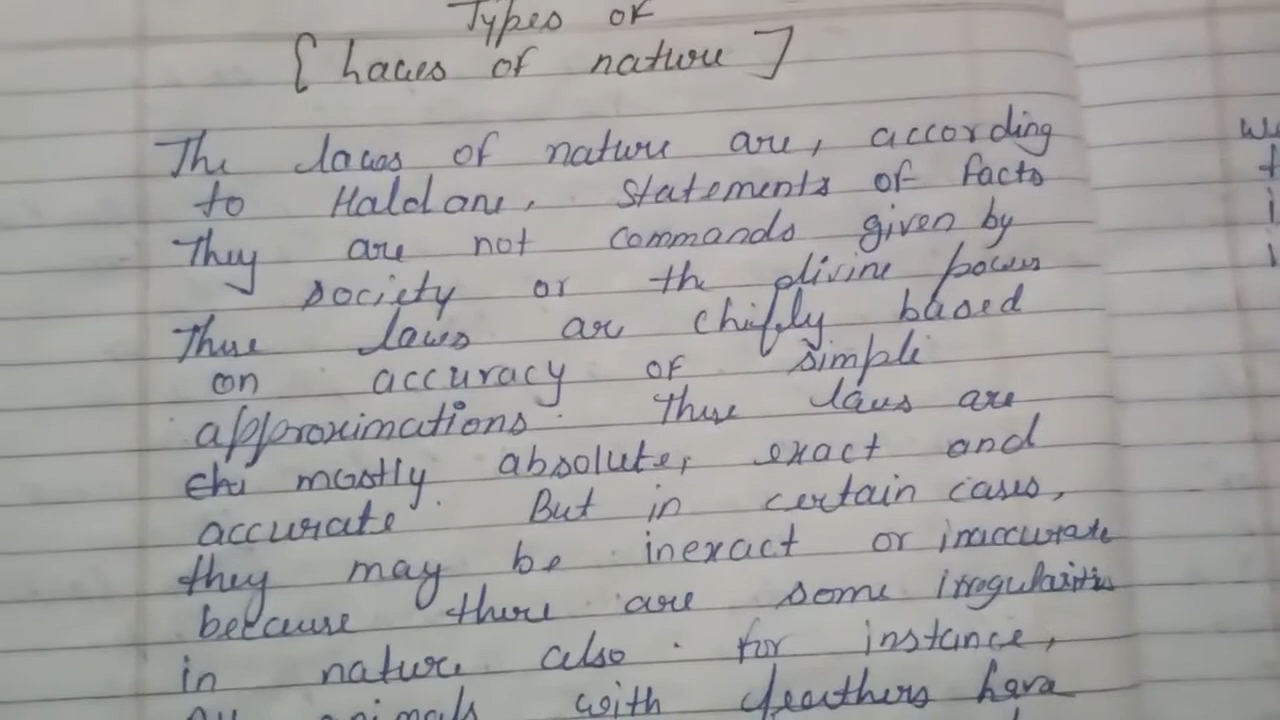 Types of
[ Laws of nature ]
The laws of nature are, according
to Haldane, statements of facts
They are not commands given by
society or the divine power
These laws are chiefly based
on accuracy of simple
approximations. These laws are
chi mostly absolute, exact and
accurate. But in certain cases,
they may be inexact or inaccurate
because there are some irregularities
in nature also. for instance,
All animals with feathers have